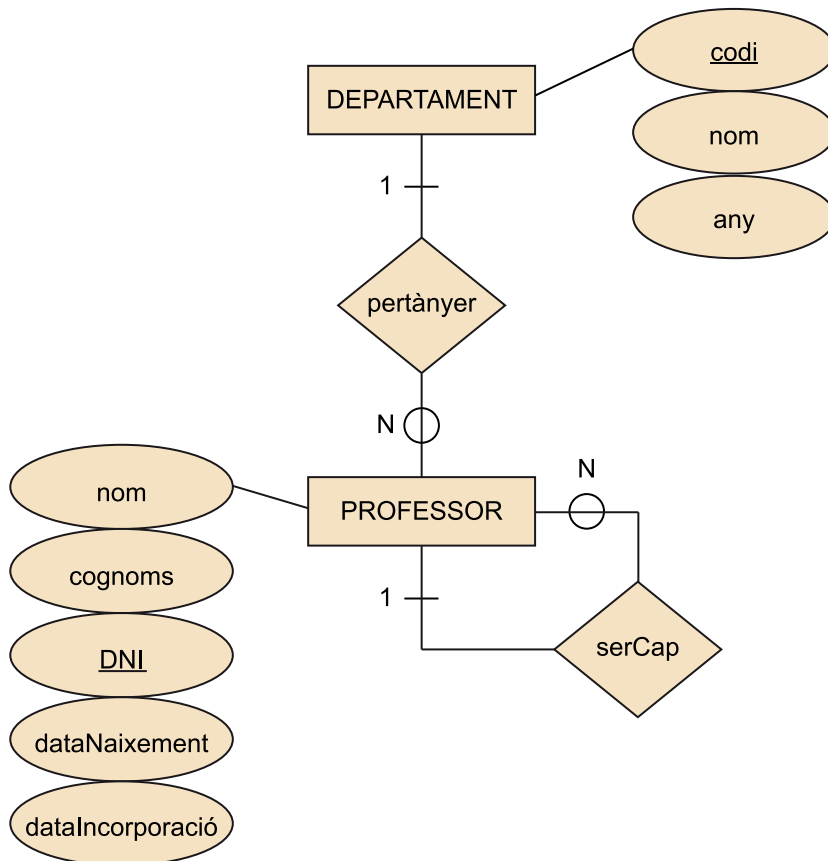 codi
DEPARTAMENT
nom
1
any
pertànyer
N
nom
PROFESSOR
N
cognoms
1
DNI
serCap
dataNaixement
dataIncorporació